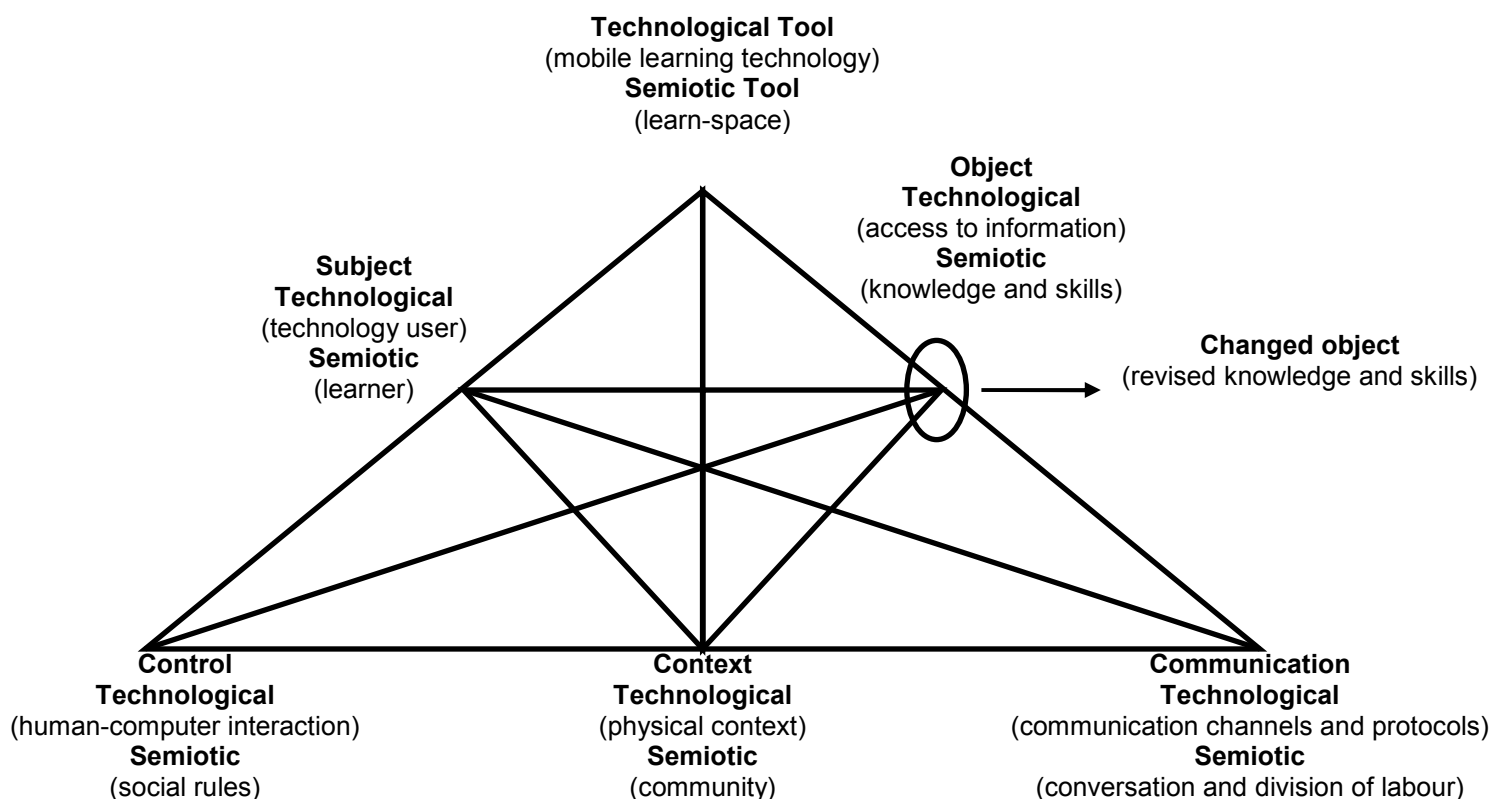 Technological Tool
(mobile learning technology)
Semiotic Tool
(learn-space)
Object
Technological
(access to information)
Semiotic
(knowledge and skills)
Subject
Technological
(technology user)
Semiotic
(learner)
Changed object
(revised knowledge and skills)
Control
Technological
(human-computer interaction)
Semiotic
(social rules)
Context
Technological
(physical context)
Semiotic
(community)
Communication
Technological
(communication channels and protocols)
Semiotic
(conversation and division of labour)